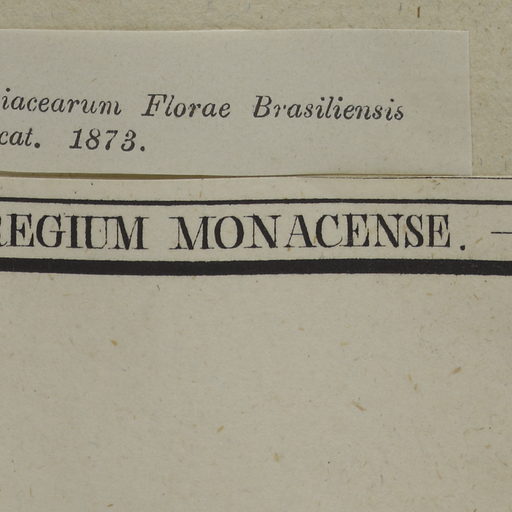 iacearum Florae Brasiliensis
cat. 1873.
REGIUM MONACENSE. —